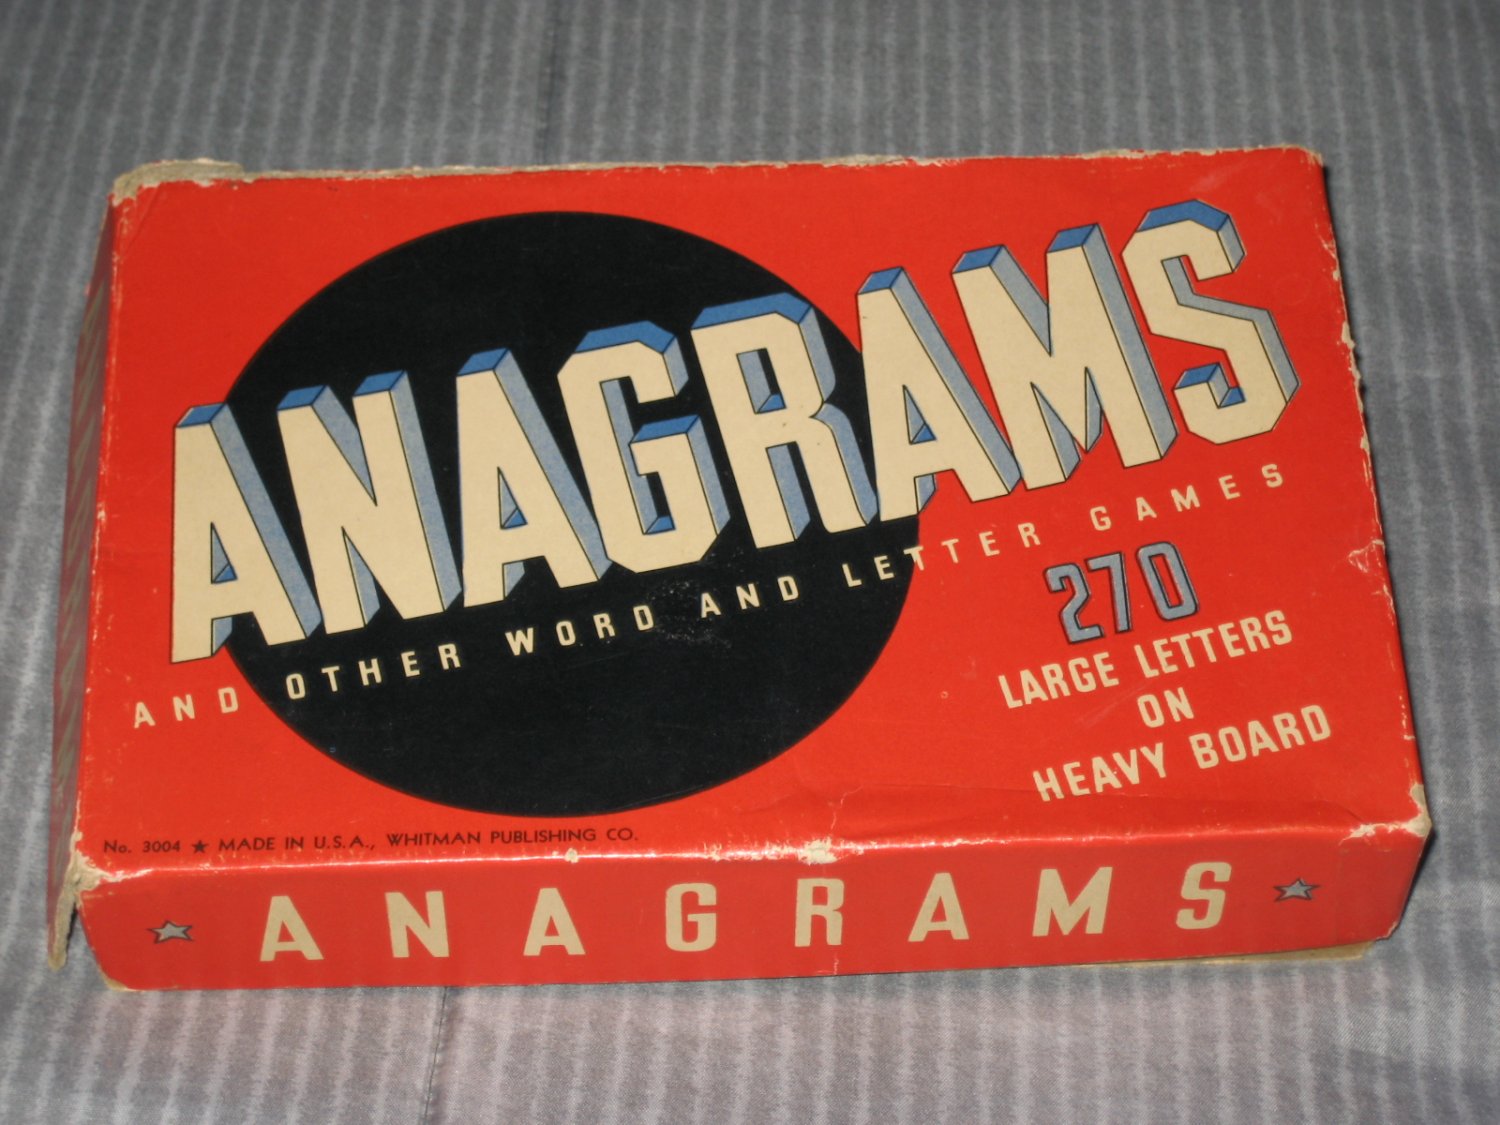 ANAGRAMS
AND OTHER WORD AND LETTER GAMES
270
LARGE LETTERS
ON
HEAVY BOARD
No. 3004 ★ MADE IN U.S.A., WHITMAN PUBLISHING CO.
★ ANAGRAMS ★